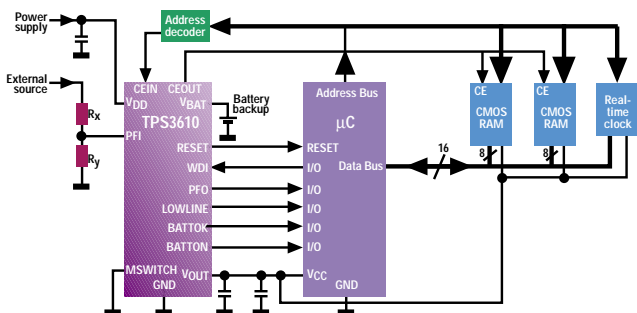 Power
supply
Address
decoder
External
source
CEIN
CEOUT
VDD
VBAT
TPS3610
Battery
backup
Rx
PFI
Ry
RESET
WDI
PFO
LOWLINE
BATTOK
BATTON
MSWITCH
VOUT
GND
Address Bus
μC
RESET
I/O
Data Bus
I/O
I/O
I/O
I/O
VCC
GND
16
CE
CMOS
RAM
8
CE
CMOS
RAM
8
Real-
time
clock